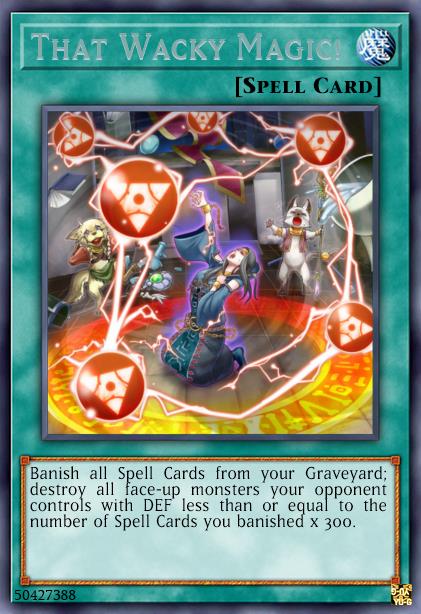 That Wacky Magic!
魔
[Spell Card]
Banish all Spell Cards from your Graveyard;
destroy all face-up monsters your opponent
controls with DEF less than or equal to the
number of Spell Cards you banished x 300.
50427388